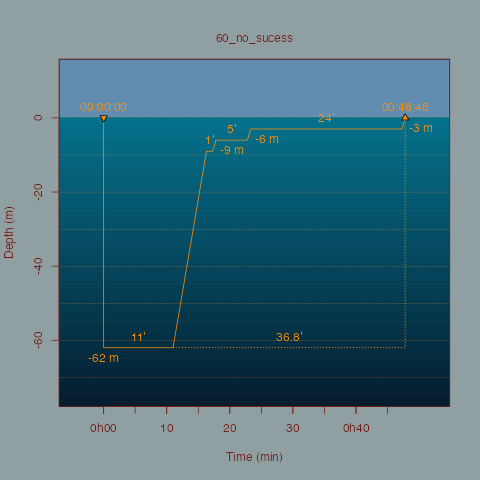 60_no_sucess
00:00:00
00:48:48
24'
-3 m
5'
1'
-6 m
-9 m
11'
36.8'
-62 m
0
-20
-40
-60
Depth (m)
0h00
10
20
30
0h40
Time (min)